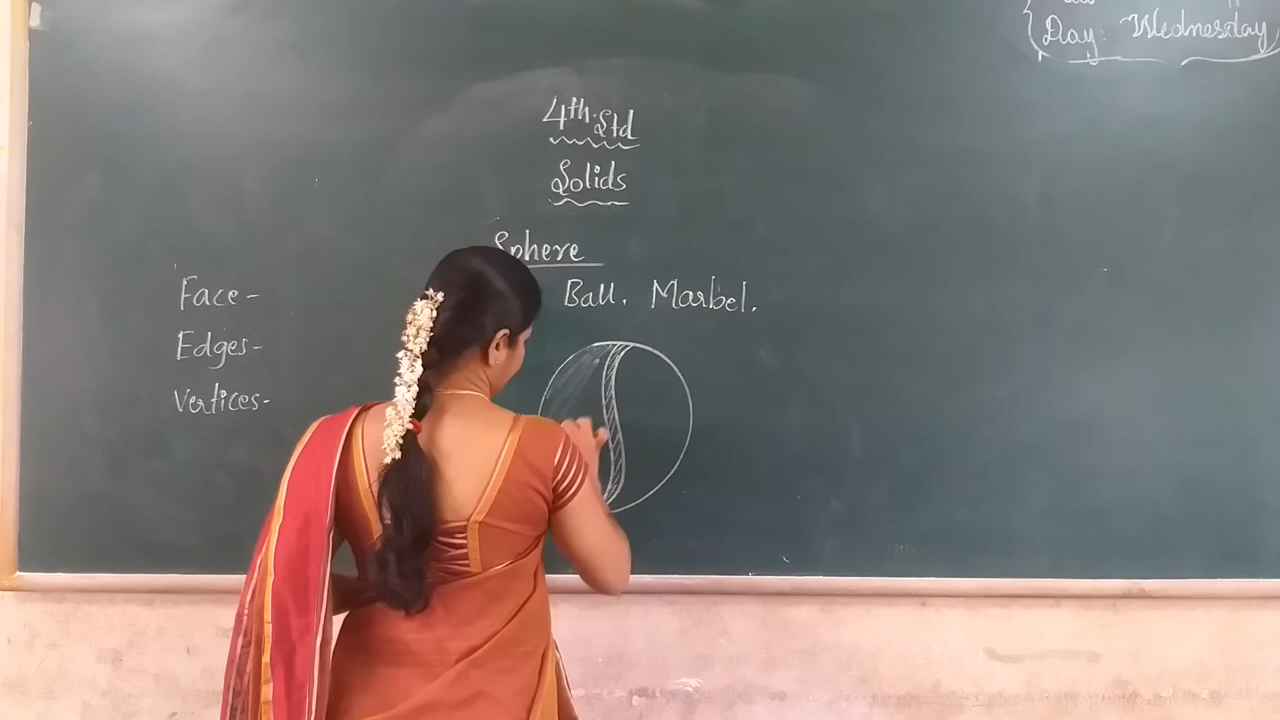 Day: Wednesday
4th Std
Solids
Sphere
Ball, Marbel.
Face-
Edges-
Vertices-